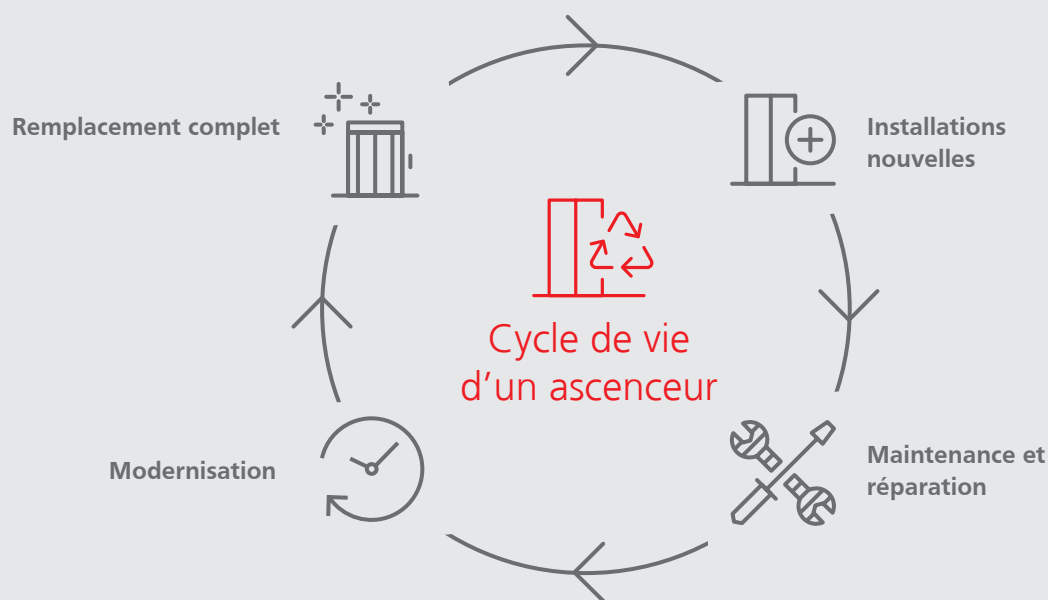 Remplacement complet
Installations
nouvelles
Cycle de vie
d’un ascenceur
Modernisation
Maintenance et
réparation